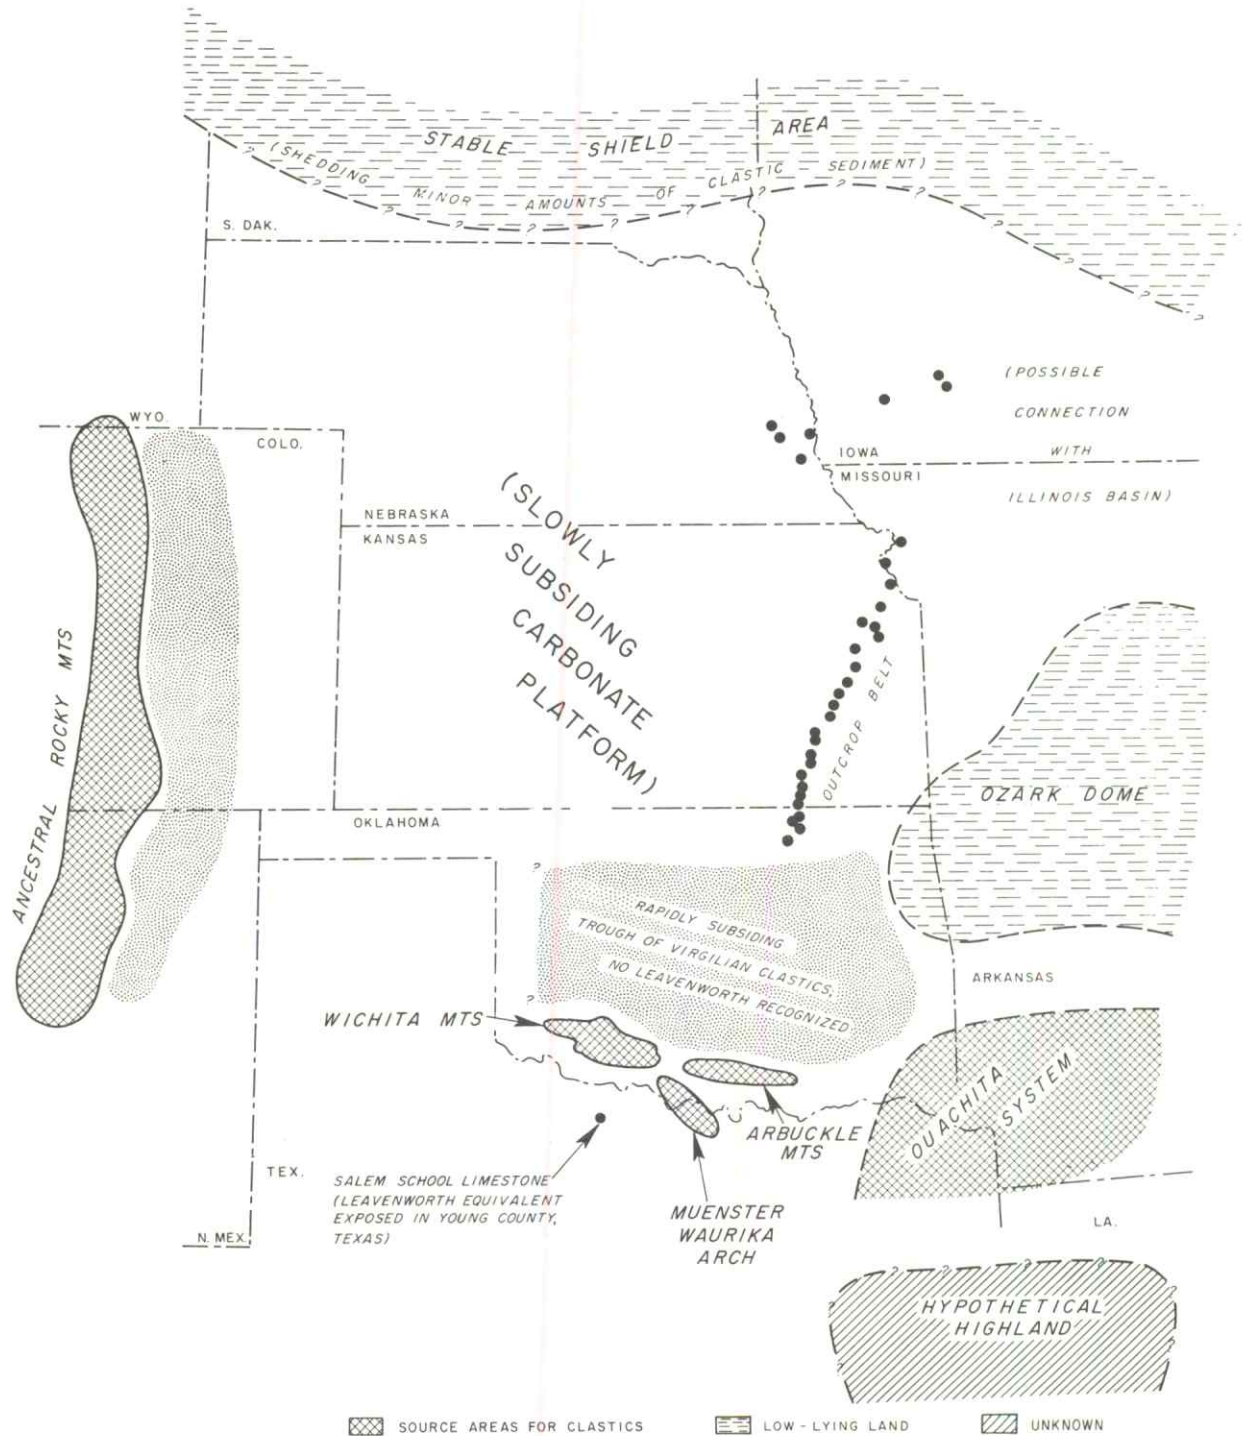 STABLE SHIELD AREA
(SHEDDING MINOR AMOUNTS OF CLASTIC SEDIMENT)
S. DAK.
WYO.
COLO.
(POSSIBLE
CONNECTION
WITH
ILLINOIS BASIN)
IOWA
MISSOURI
NEBRASKA
KANSAS
(SLOWLY
SUBSIDING
CARBONATE
PLATFORM)
ANCESTRAL ROCKY MTS
OUTCROP BELT
OZARK DOME
OKLAHOMA
RAPIDLY SUBSIDING
TROUGH OF VIRGILIAN CLASTICS,
NO LEAVENWORTH RECOGNIZED
ARKANSAS
WICHITA MTS
OUACHITA
SYSTEM
ARBUCKLE
MTS
TEX.
SALEM SCHOOL LIMESTONE
(LEAVENWORTH EQUIVALENT
EXPOSED IN YOUNG COUNTY,
TEXAS)
MUENSTER
WAURIKA
ARCH
LA.
N. MEX.
HYPOTHETICAL
HIGHLAND
SOURCE AREAS FOR CLASTICS
LOW-LYING LAND
UNKNOWN